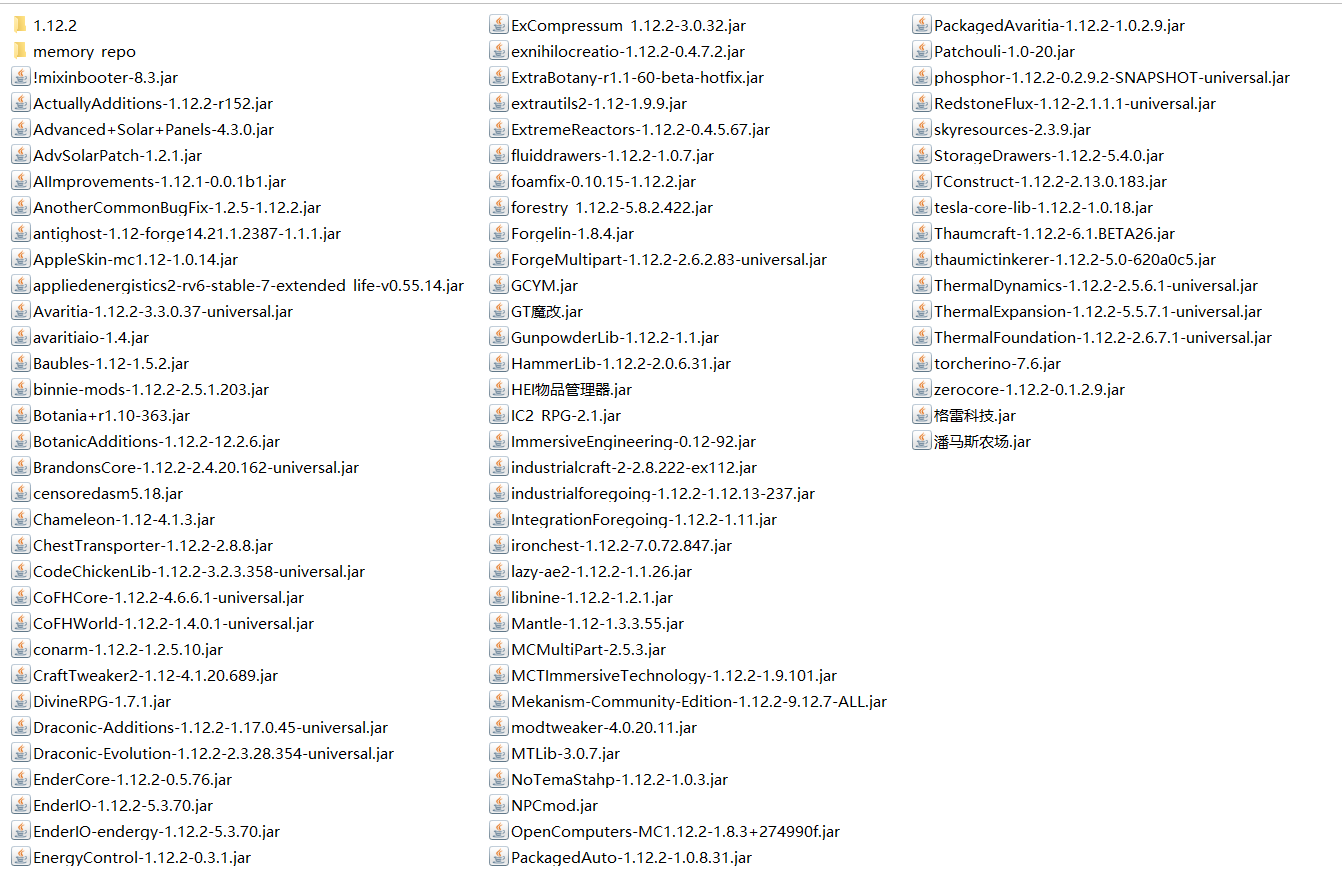 1.12.2
memory_repo
!mixinbooter-8.3.jar
ActuallyAdditions-1.12.2-r152.jar
Advanced+Solar+Panels-4.3.0.jar
AdvSolarPatch-1.2.1.jar
AIImprovements-1.12.1-0.0.1b1.jar
AnotherCommonBugFix-1.2.5-1.12.2.jar
antighost-1.12-forge14.21.1.2387-1.1.1.jar
AppleSkin-mc1.12-1.0.14.jar
appliedenergistics2-rv6-stable-7-extended_life-v0.55.14.jar
Avaritia-1.12.2-3.3.0.37-universal.jar
avaritiaio-1.4.jar
Baubles-1.12-1.5.2.jar
binnie-mods-1.12.2-2.5.1.203.jar
Botania+r1.10-363.jar
BotanicAdditions-1.12.2-12.2.6.jar
BrandonsCore-1.12.2-2.4.20.162-universal.jar
censoredasm5.18.jar
Chameleon-1.12-4.1.3.jar
ChestTransporter-1.12.2-2.8.8.jar
CodeChickenLib-1.12.2-3.2.3.358-universal.jar
CoFHCore-1.12.2-4.6.6.1-universal.jar
CoFHWorld-1.12.2-1.4.0.1-universal.jar
conarm-1.12.2-1.2.5.10.jar
CraftTweaker2-1.12-4.1.20.689.jar
DivineRPG-1.7.1.jar
Draconic-Additions-1.12.2-1.17.0.45-universal.jar
Draconic-Evolution-1.12.2-2.3.28.354-universal.jar
EnderCore-1.12.2-0.5.76.jar
EnderIO-1.12.2-5.3.70.jar
EnderIO-endergy-1.12.2-5.3.70.jar
EnergyControl-1.12.2-0.3.1.jar
ExCompressum_1.12.2-3.0.32.jar
exnihilocreatio-1.12.2-0.4.7.2.jar
ExtraBotany-r1.1-60-beta-hotfix.jar
extrautils2-1.12-1.9.9.jar
ExtremeReactors-1.12.2-0.4.5.67.jar
fluiddrawers-1.12.2-1.0.7.jar
foamfix-0.10.15-1.12.2.jar
forestry_1.12.2-5.8.2.422.jar
Forgelin-1.8.4.jar
ForgeMultipart-1.12.2-2.6.2.83-universal.jar
GCYM.jar
GT魔改.jar
GunpowderLib-1.12.2-1.1.jar
HammerLib-1.12.2-2.0.6.31.jar
HEI物品管理器.jar
IC2_RPG-2.1.jar
ImmersiveEngineering-0.12-92.jar
industrialcraft-2-2.8.222-ex112.jar
industrialforegoing-1.12.2-1.12.13-237.jar
IntegrationForegoing-1.12.2-1.11.jar
ironchest-1.12.2-7.0.72.847.jar
lazy-ae2-1.12.2-1.1.26.jar
libnine-1.12.2-1.2.1.jar
Mantle-1.12-1.3.3.55.jar
MCMultiPart-2.5.3.jar
MCTImmersiveTechnology-1.12.2-1.9.101.jar
Mekanism-Community-Edition-1.12.2-9.12.7-ALL.jar
modtweaker-4.0.20.11.jar
MTLib-3.0.7.jar
NoTemaStahp-1.12.2-1.0.3.jar
NPCmod.jar
OpenComputers-MC1.12.2-1.8.3+274990f.jar
PackagedAuto-1.12.2-1.0.8.31.jar
PackagedAvaritia-1.12.2-1.0.2.9.jar
Patchouli-1.0-20.jar
phosphor-1.12.2-0.2.9.2-SNAPSHOT-universal.jar
RedstoneFlux-1.12-2.1.1.1-universal.jar
skyresources-2.3.9.jar
StorageDrawers-1.12.2-5.4.0.jar
TConstruct-1.12.2-2.13.0.183.jar
tesla-core-lib-1.12.2-1.0.18.jar
Thaumcraft-1.12.2-6.1.BETA26.jar
thaumictinkerer-1.12.2-5.0-620a0c5.jar
ThermalDynamics-1.12.2-2.5.6.1-universal.jar
ThermalExpansion-1.12.2-5.5.7.1-universal.jar
ThermalFoundation-1.12.2-2.6.7.1-universal.jar
torcherino-7.6.jar
zerocore-1.12.2-0.1.2.9.jar
格雷科技.jar
潘马斯农场.jar